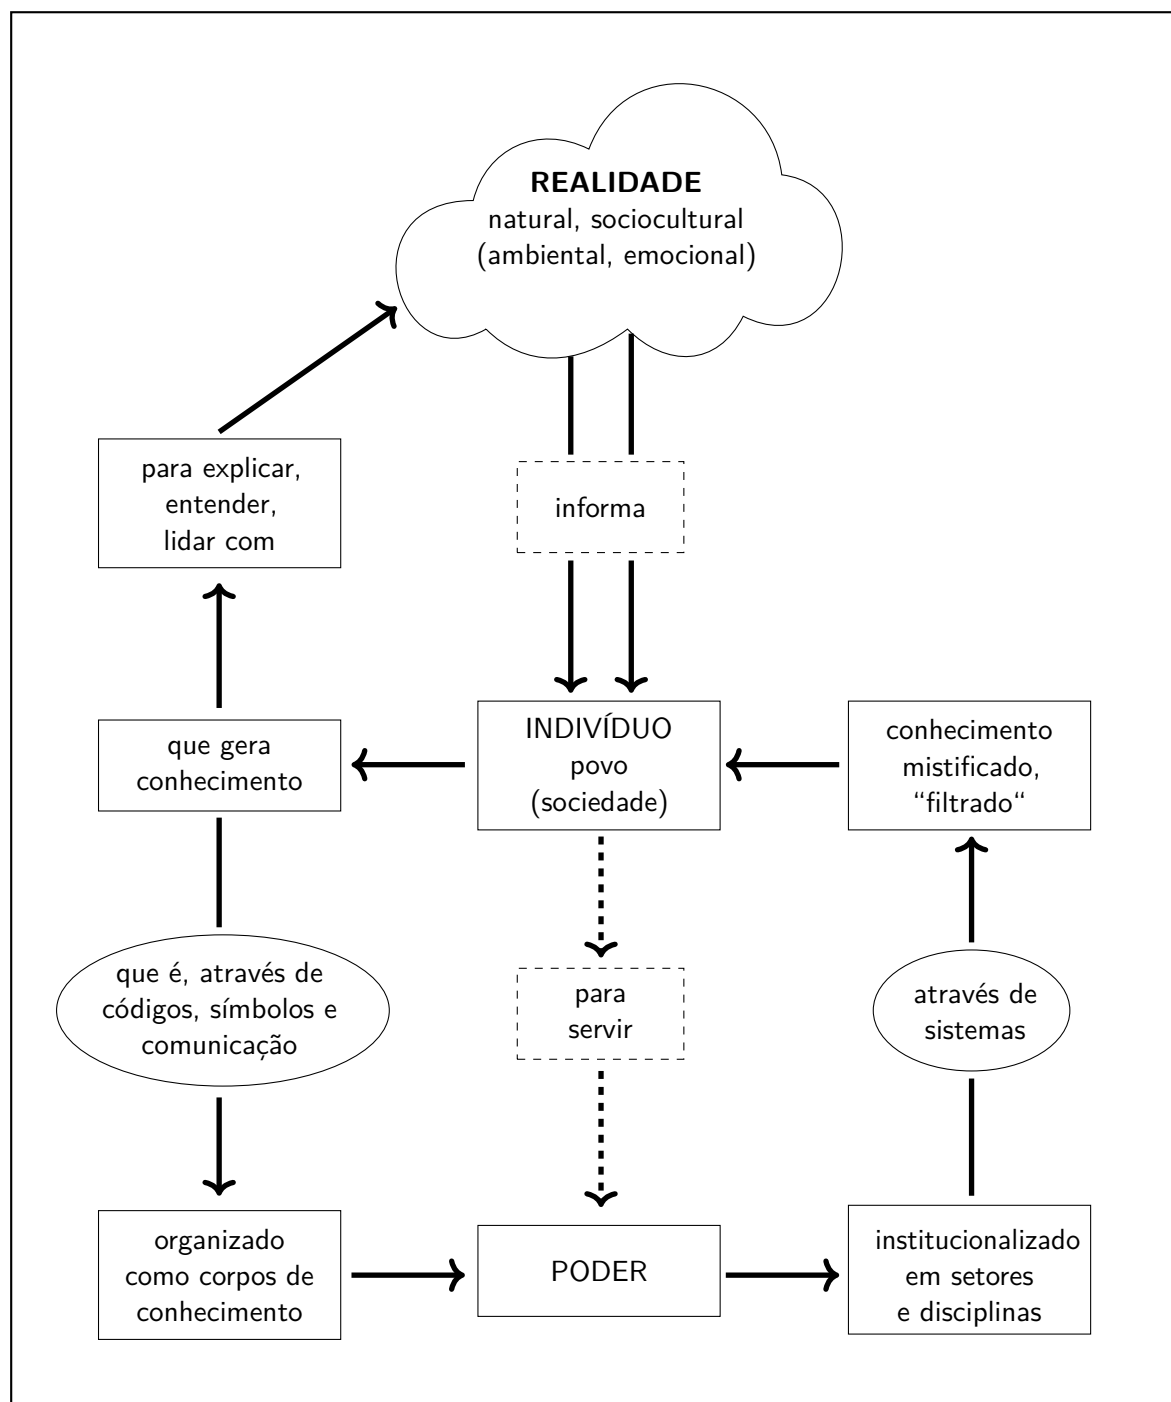 REALIDADE
natural, sociocultural
(ambiental, emocional)
para explicar,
entender,
lidar com
informa
que gera
conhecimento
INDIVÍDUO
povo
(sociedade)
conhecimento
mistificado,
“filtrado“
que é, através de
códigos, símbolos e
comunicação
para
servir
através de
sistemas
organizado
como corpos de
conhecimento
PODER
institucionalizado
em setores
e disciplinas